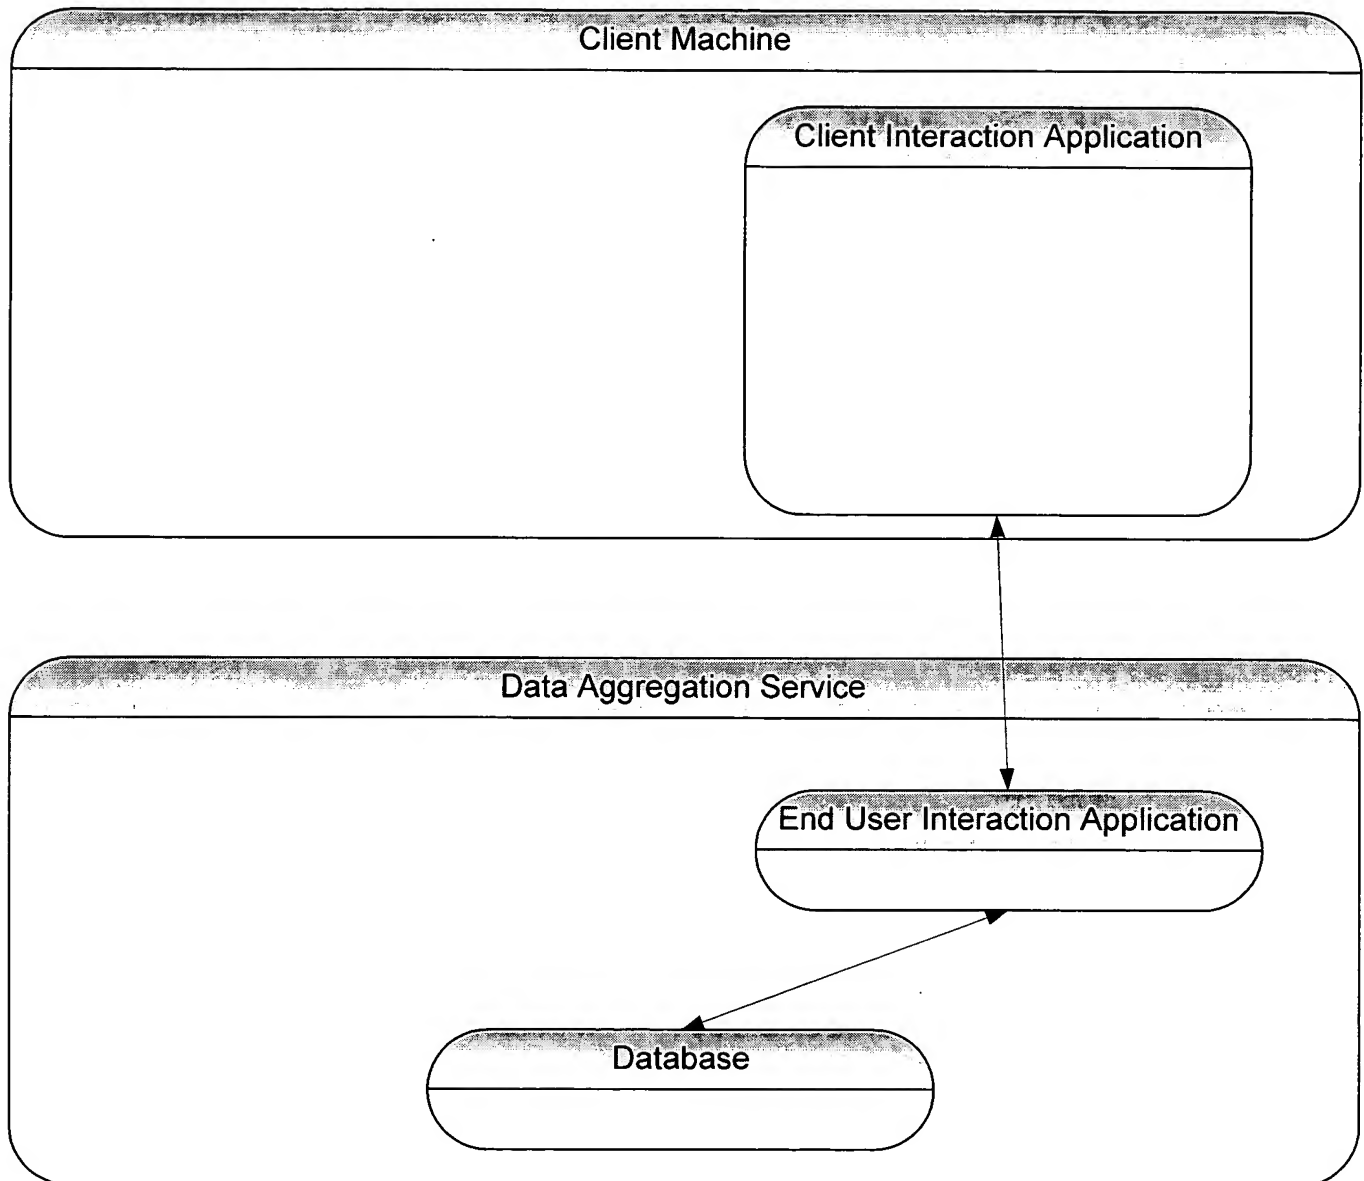 Client Machine
Client Interaction Application
Data Aggregation Service
End User Interaction Application
Database